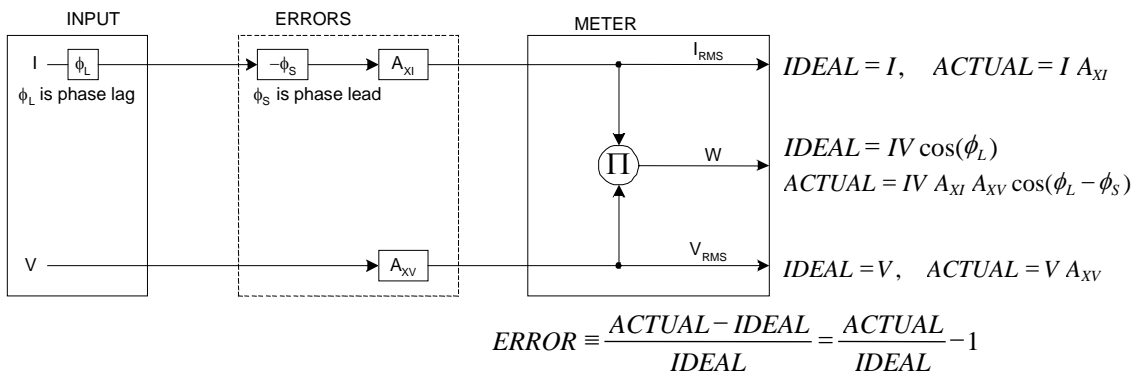 INPUT
ERRORS
METER
I
ϕL
–ϕS
AXI
IRMS
IDEAL = I, ACTUAL = I AXI
ϕL is phase lag
ϕS is phase lead
Π
W
IDEAL = IV cos(ϕL)
ACTUAL = IV AXI AXV cos(ϕL – ϕS)
V
AXV
VRMS
IDEAL = V, ACTUAL = V AXV
ERROR ≡ (ACTUAL – IDEAL) / IDEAL = ACTUAL / IDEAL – 1